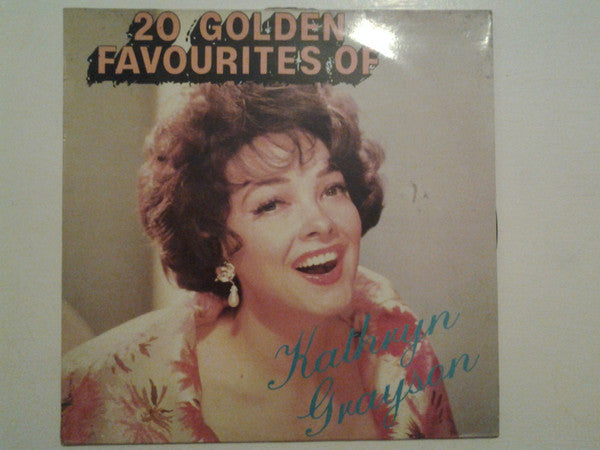 20 GOLDEN
FAVOURITES OF
Kathryn
Grayson